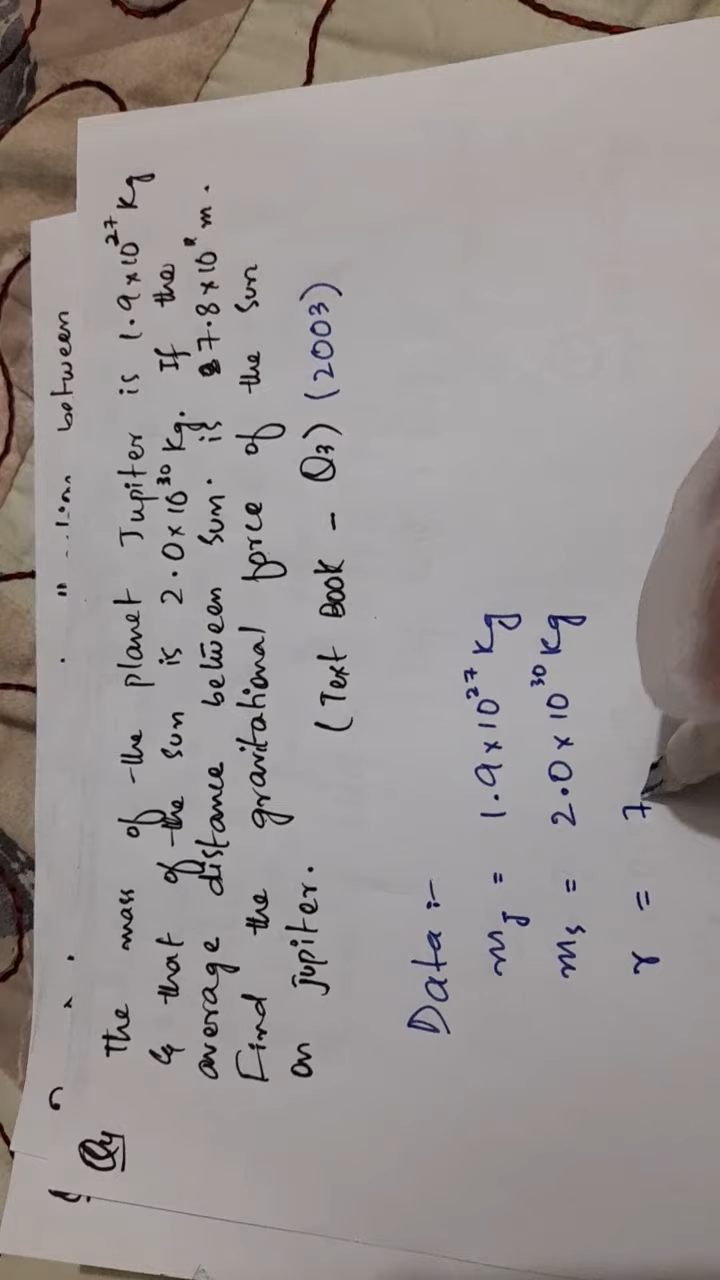 between
Q4 The mass of the planet Jupiter is 1.9 x 10^27 Kg
& that of the sun is 2.0 x 10^30 Kg. If the
average distance between sun. is 7.8 x 10 m.
Find the gravitational force of the sun
on jupiter.
(Text Book - Q3) (2003)
Data :-
mJ = 1.9 x 10^27 Kg
ms = 2.0 x 10^30 Kg
r = 7